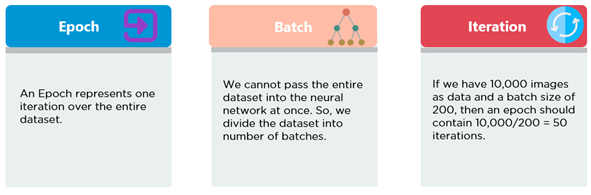 Epoch
An Epoch represents one
iteration over the entire
dataset.
Batch
We cannot pass the entire
dataset into the neural
network at once. So, we
divide the dataset into
number of batches.
Iteration
If we have 10,000 images
as data and a batch size of
200, then an epoch should
contain 10,000/200 = 50
iterations.